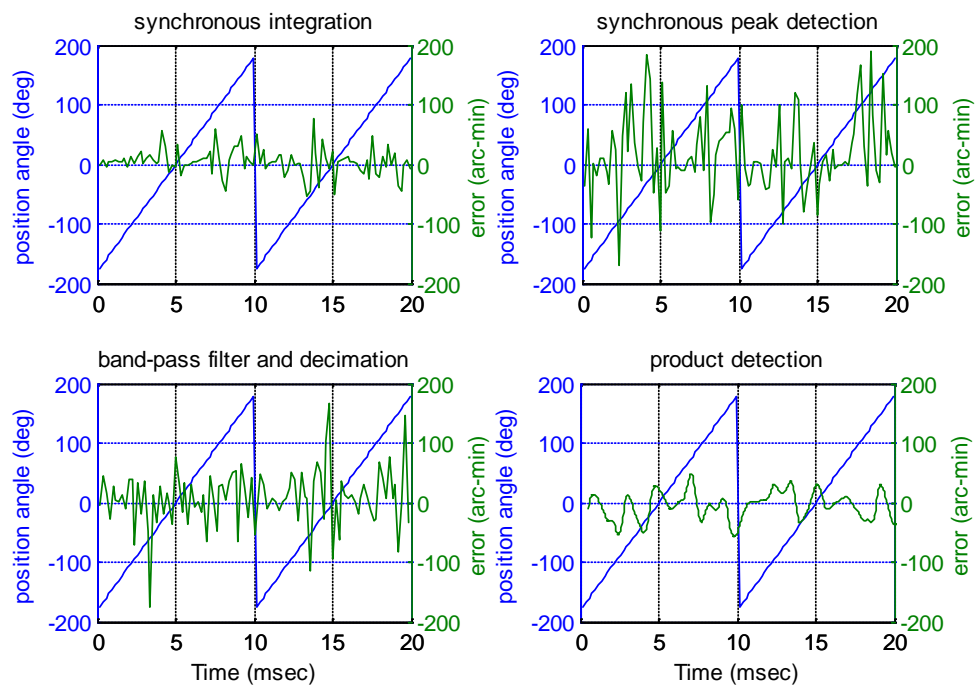 synchronous integration
synchronous peak detection
200
100
0
-100
-200
position angle (deg)
200
100
0
-100
-200
error (arc-min)
0 5 10 15 20
200
100
0
-100
-200
position angle (deg)
200
100
0
-100
-200
error (arc-min)
0 5 10 15 20
band-pass filter and decimation
product detection
200
100
0
-100
-200
position angle (deg)
200
100
0
-100
-200
error (arc-min)
0 5 10 15 20
Time (msec)
200
100
0
-100
-200
position angle (deg)
200
100
0
-100
-200
error (arc-min)
0 5 10 15 20
Time (msec)